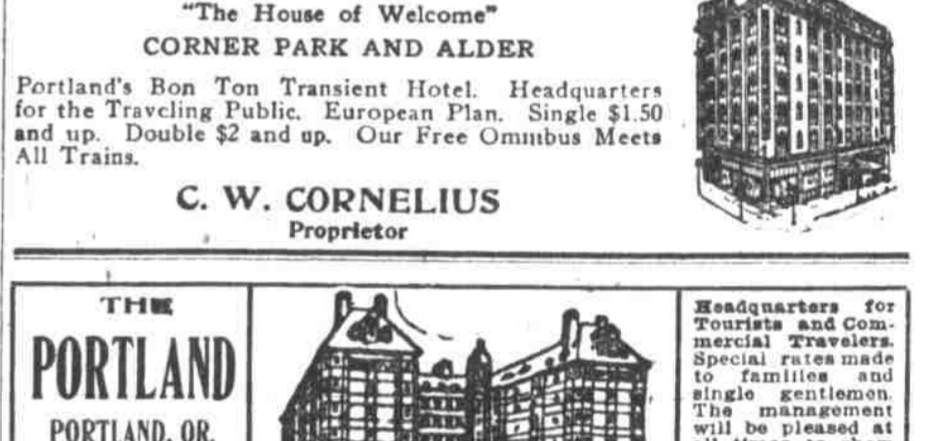 "The House of Welcome"
CORNER PARK AND ALDER
Portland's Bon Ton Transient Hotel. Headquarters
for the Traveling Public. European Plan. Single $1.50
and up. Double $2 and up. Our Free Omnibus Meets
All Trains.
C. W. CORNELIUS
Proprietor
THE
PORTLAND
PORTLAND, OR.
Headquarters for
Tourists and Com-
mercial Travelers.
Special rates made
to families and
single gentlemen.
The management
will be pleased at